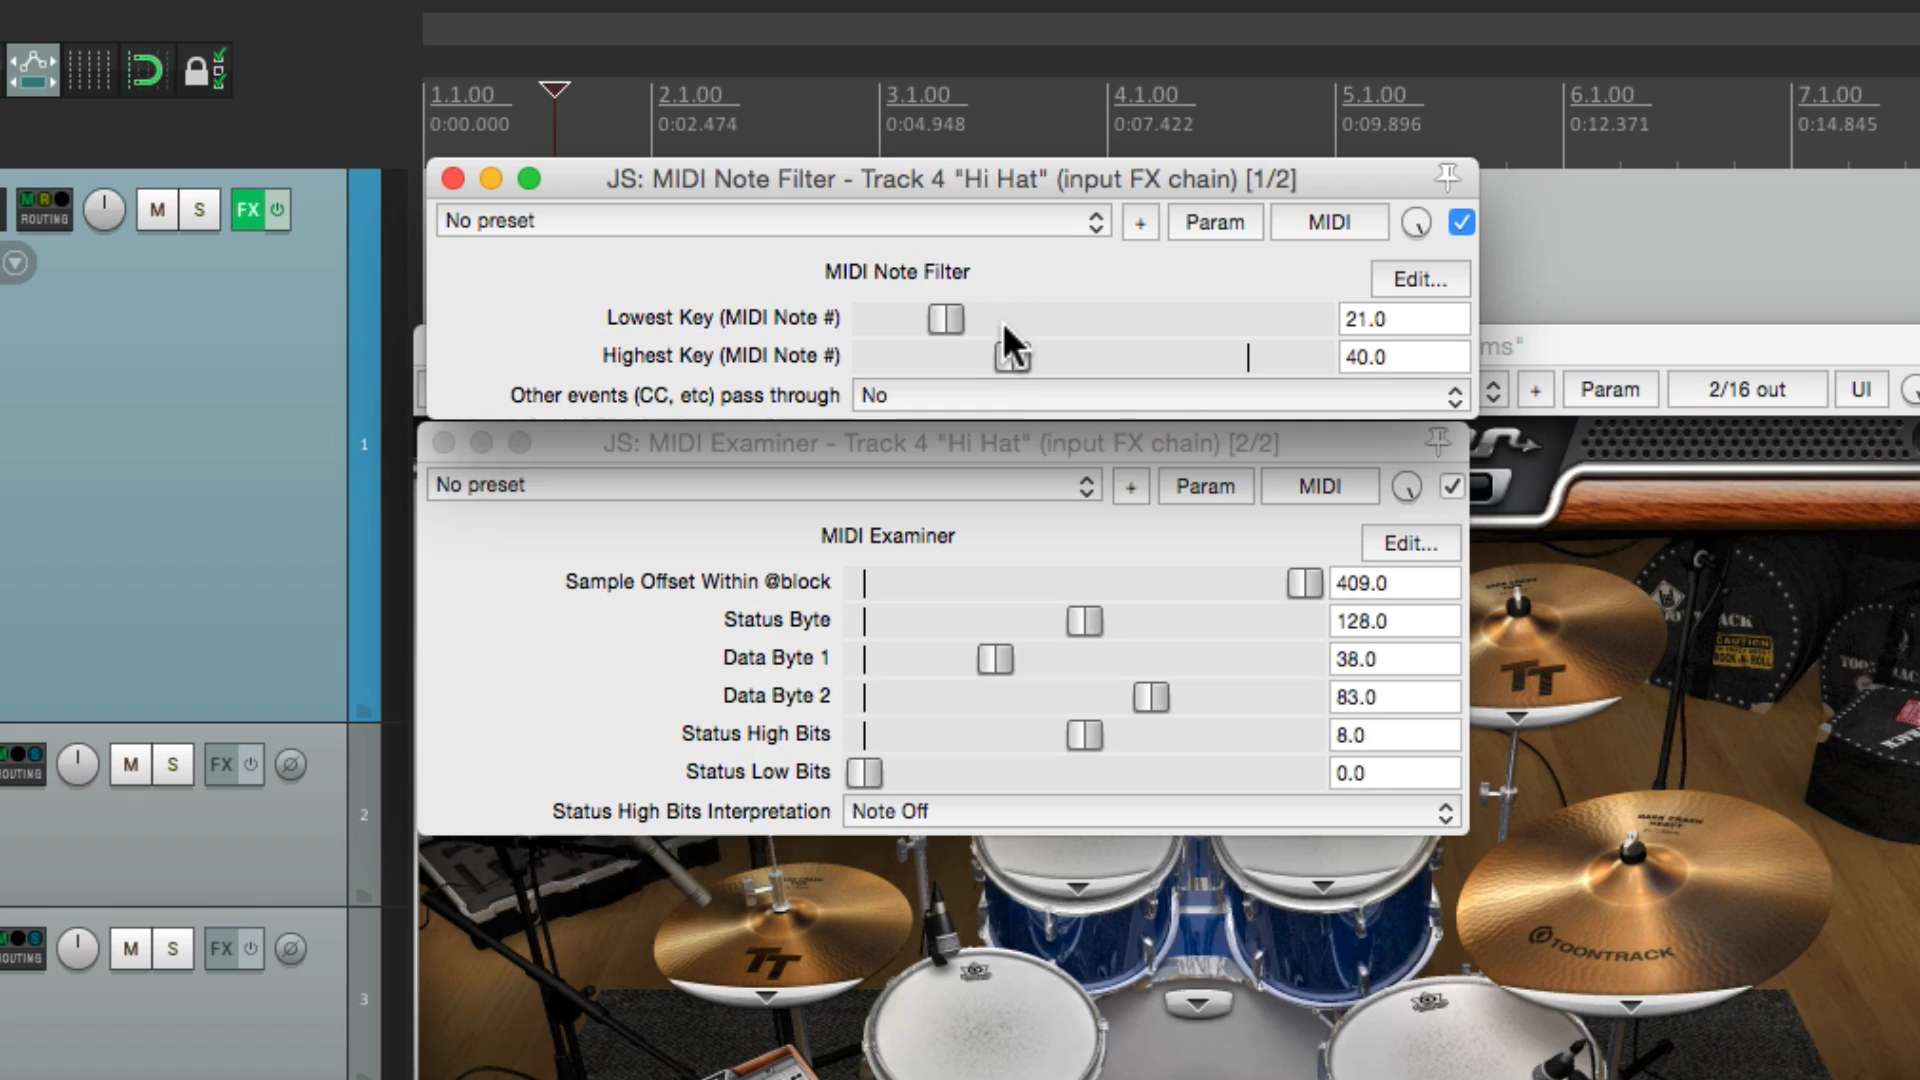 1.1.00 2.1.00 3.1.00 4.1.00 5.1.00 6.1.00 7.1.00
0:00.000 0:02.474 0:04.948 0:07.422 0:09.896 0:12.371 0:14.845
JS: MIDI Note Filter - Track 4 "Hi Hat" (input FX chain) [1/2]
ROUTING M S FX
No preset + Param MIDI
MIDI Note Filter
Edit...
Lowest Key (MIDI Note #) 21.0
Highest Key (MIDI Note #) 40.0
ms"
Other events (CC, etc) pass through No
+ Param 2/16 out UI
JS: MIDI Examiner - Track 4 "Hi Hat" (input FX chain) [2/2]
1
No preset + Param MIDI
MIDI Examiner
Edit...
Sample Offset Within @block 409.0
Status Byte 128.0
Data Byte 1 38.0
Data Byte 2 83.0
Status High Bits 8.0
Status Low Bits 0.0
Status High Bits Interpretation Note Off
CAUTION
ROCK-N-ROLL
TT
M S FX
2
M S FX
3
TT
TOONTRACK